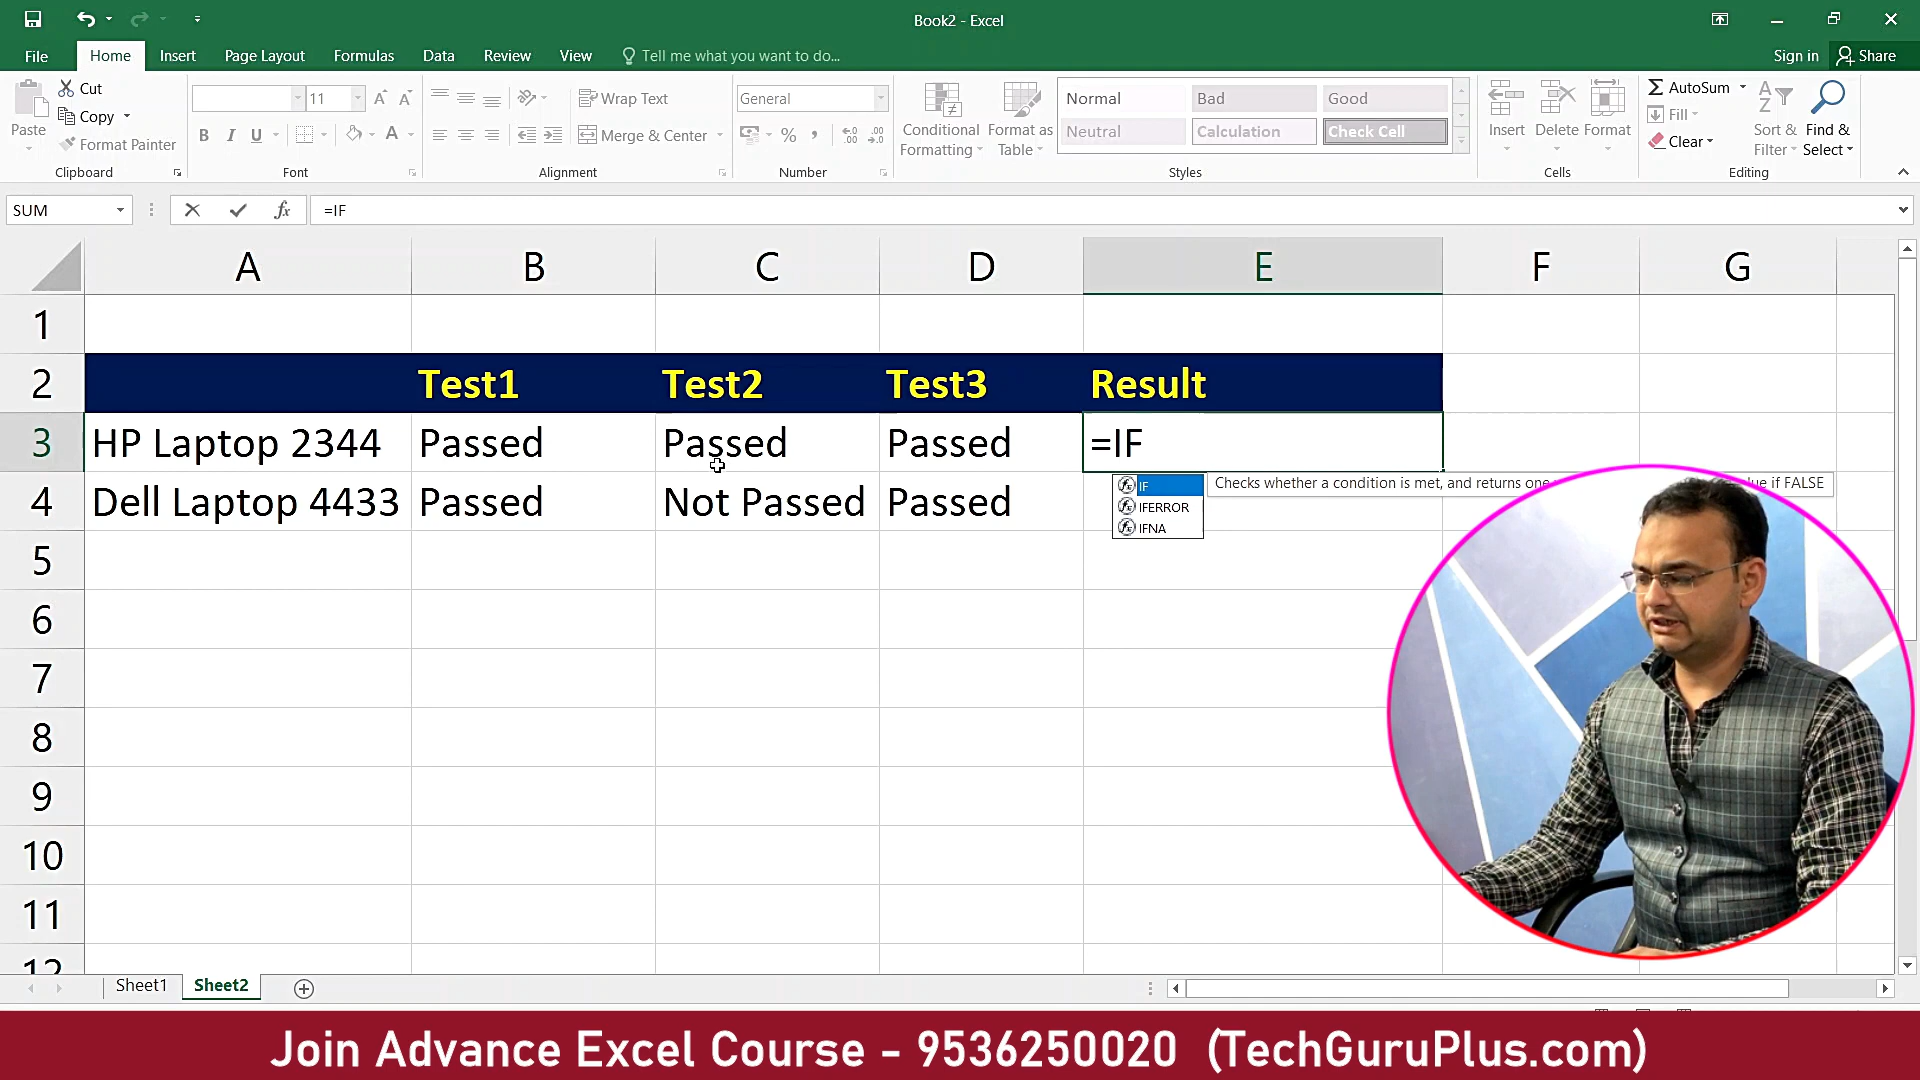 Book2 - Excel
File Home Insert Page Layout Formulas Data Review View Tell me what you want to do... Sign in Share
Cut
Copy
Format Painter
Paste
Clipboard
11
B I U
Font
Wrap Text
Merge & Center
Alignment
General
%
Number
Conditional Formatting
Format as Table
Normal Bad Good
Neutral Calculation Check Cell
Styles
Insert Delete Format
Cells
AutoSum
Fill
Clear
Sort & Filter
Find & Select
Editing
SUM fx =IF
A B C D E F G
1
2 Test1 Test2 Test3 Result
3 HP Laptop 2344 Passed Passed Passed =IF
IF Checks whether a condition is met, and returns one
ue if FALSE
IFERROR
IFNA
4 Dell Laptop 4433 Passed Not Passed Passed
5
6
7
8
9
10
11
12
Sheet1 Sheet2
Join Advance Excel Course - 9536250020 (TechGuruPlus.com)